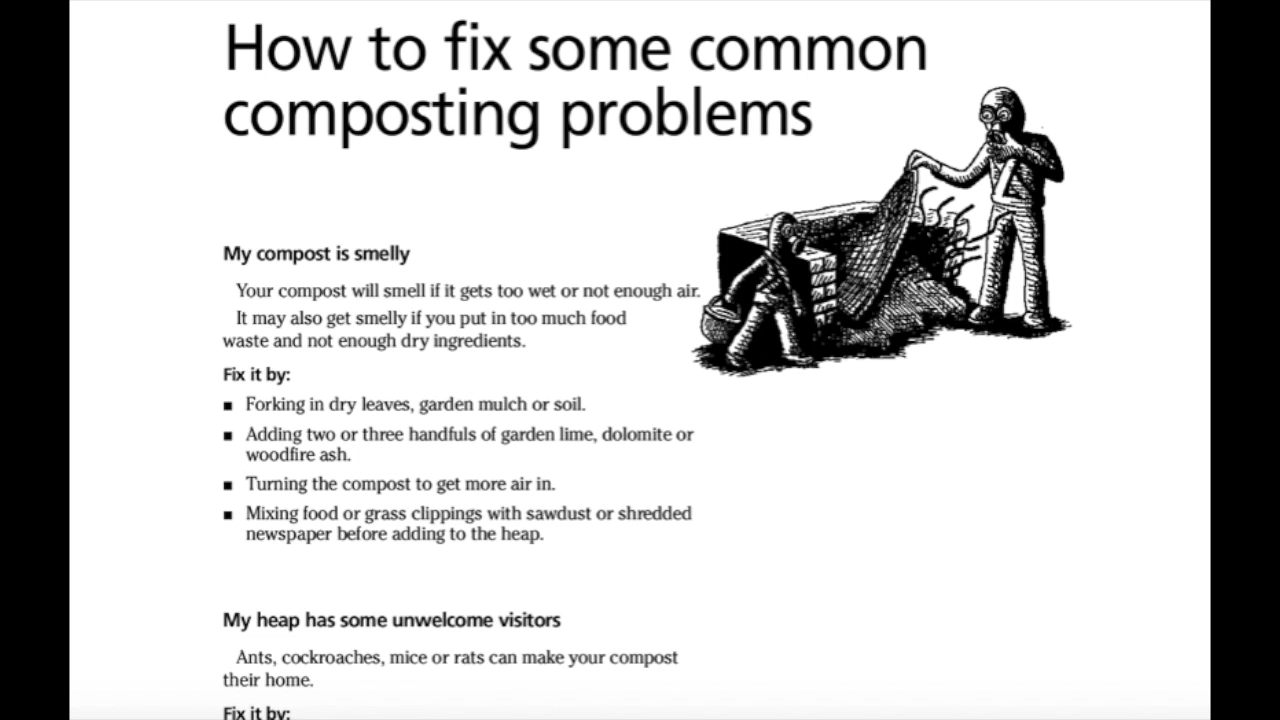 How to fix some common
composting problems
My compost is smelly
Your compost will smell if it gets too wet or not enough air.
It may also get smelly if you put in too much food
waste and not enough dry ingredients.
Fix it by:
■ Forking in dry leaves, garden mulch or soil.
■ Adding two or three handfuls of garden lime, dolomite or
woodfire ash.
■ Turning the compost to get more air in.
■ Mixing food or grass clippings with sawdust or shredded
newspaper before adding to the heap.
My heap has some unwelcome visitors
Ants, cockroaches, mice or rats can make your compost
their home.
Fix it by: